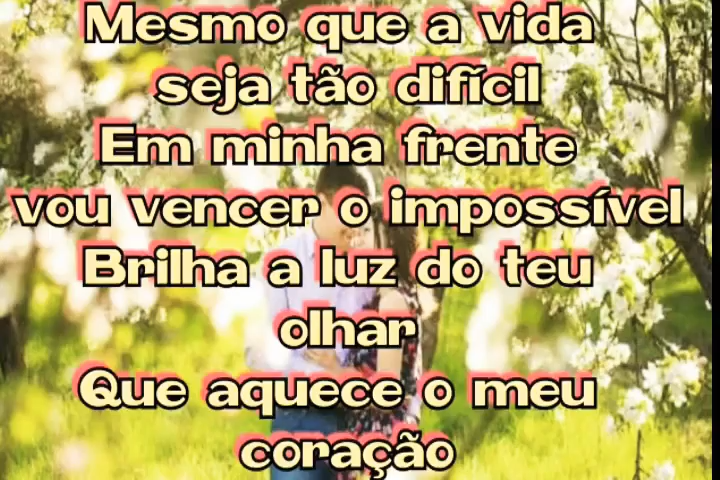 Mesmo que a vida
seja tão difícil
Em minha frente
vou vencer o impossível
Brilha a luz do teu
olhar
Que aquece o meu
coração